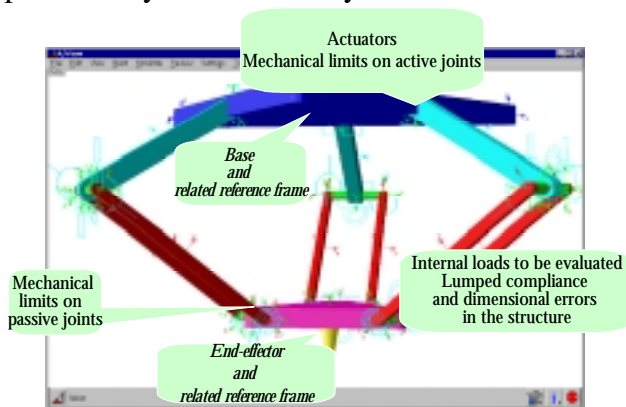 Actuators
Mechanical limits on active joints
Base
and
related reference frame
Mechanical
limits on
passive joints
Internal loads to be evaluated
Lumped compliance
and dimensional errors
in the structure
End-effector
and
related reference frame